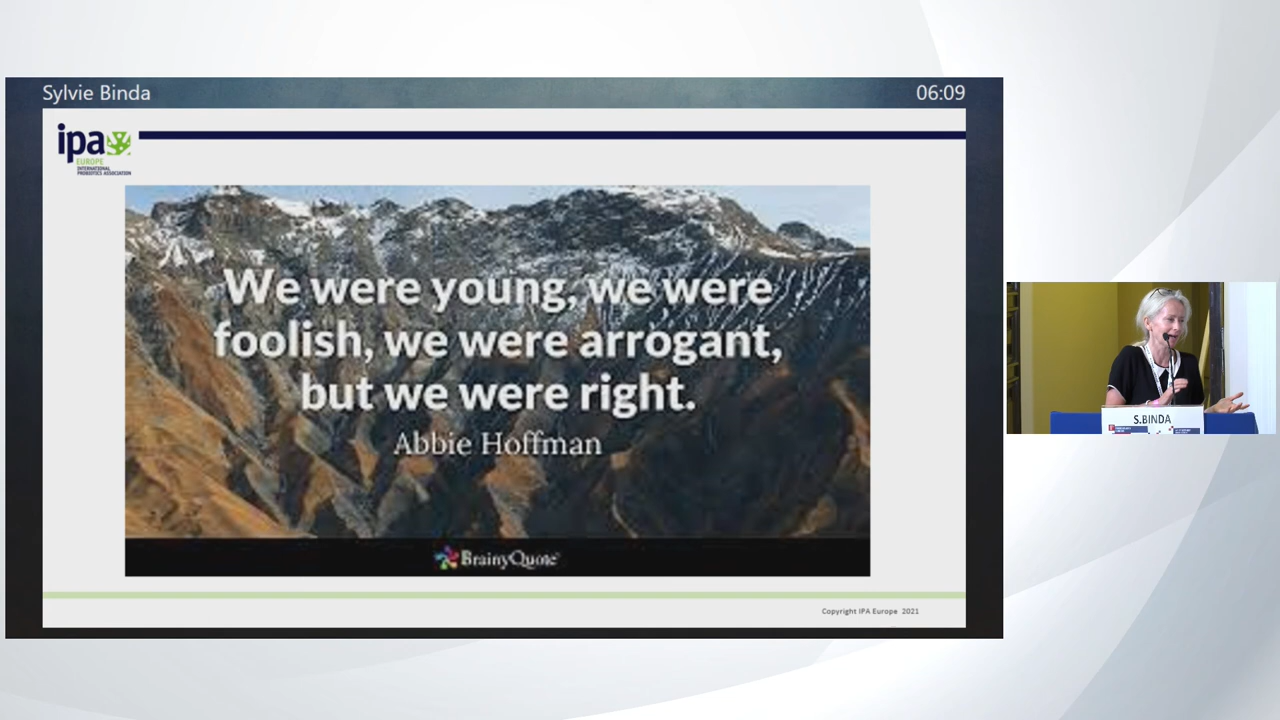 Sylvie Binda
06:09
ipa
EUROPE
INTERNATIONAL
PROBIOTICS ASSOCIATION
We were young, we were
foolish, we were arrogant,
but we were right.
Abbie Hoffman
BrainyQuote
Copyright IPA Europe 2021
S.BINDA